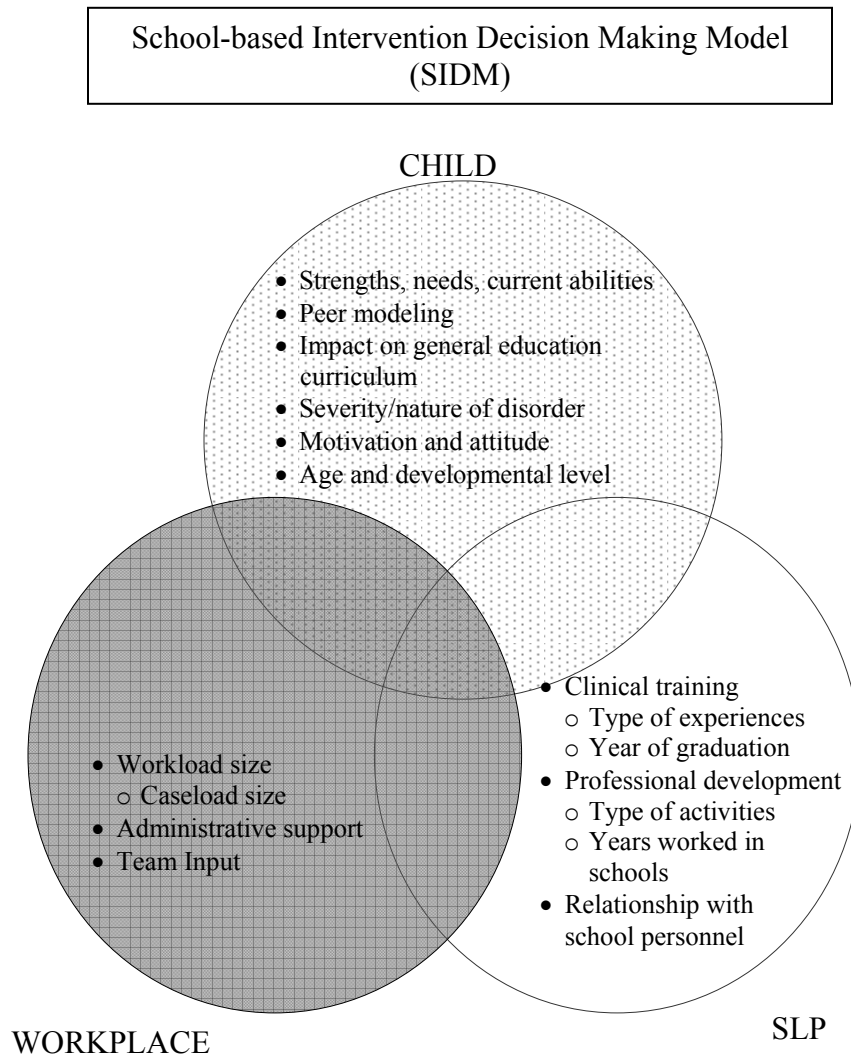 School-based Intervention Decision Making Model
(SIDM)
CHILD
• Strengths, needs, current abilities
• Peer modeling
• Impact on general education
curriculum
• Severity/nature of disorder
• Motivation and attitude
• Age and developmental level
• Workload size
o Caseload size
• Administrative support
• Team Input
• Clinical training
o Type of experiences
o Year of graduation
• Professional development
o Type of activities
o Years worked in
schools
• Relationship with
school personnel
WORKPLACE
SLP